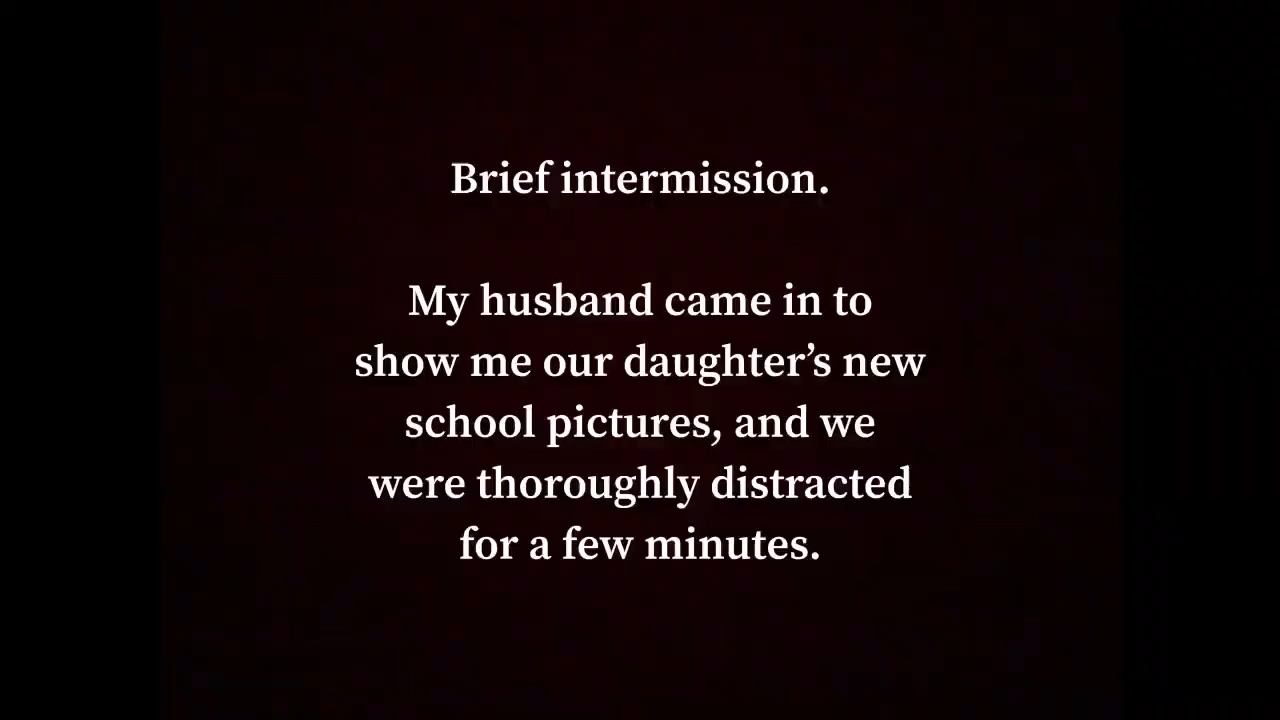 Brief intermission.
My husband came in to
show me our daughter’s new
school pictures, and we
were thoroughly distracted
for a few minutes.